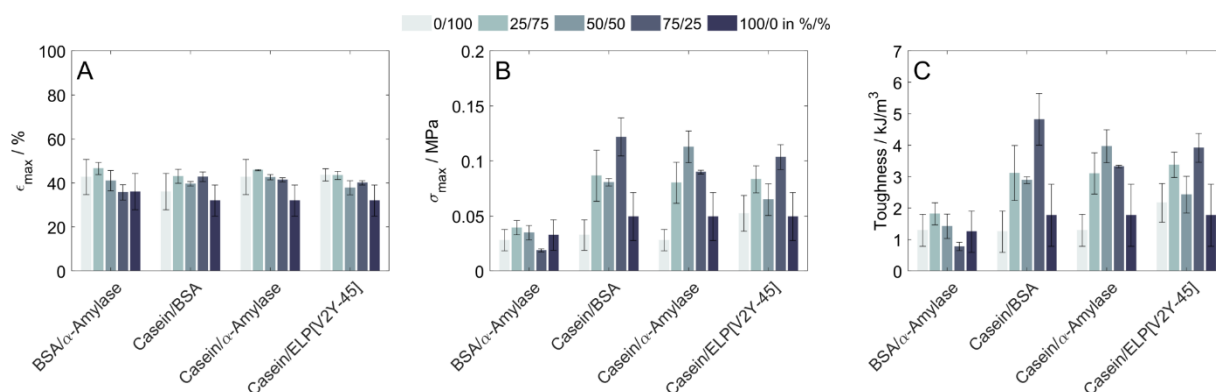 0/100 25/75 50/50 75/25 100/0 in %/%
A
100
80
60
40
20
0
ϵmax / %
BSA/α-Amylase
Casein/BSA
Casein/α-Amylase
Casein/ELP[V2Y-45]
B
0.2
0.15
0.1
0.05
0
σmax / MPa
BSA/α-Amylase
Casein/BSA
Casein/α-Amylase
Casein/ELP[V2Y-45]
C
7
6
5
4
3
2
1
0
Toughness / kJ/m³
BSA/α-Amylase
Casein/BSA
Casein/α-Amylase
Casein/ELP[V2Y-45]